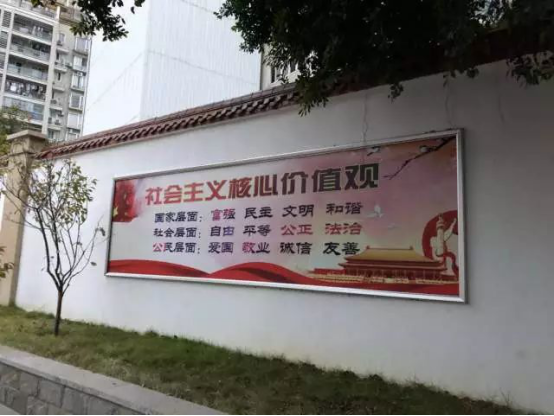 社会主义核心价值观
国家层面：富强 民主 文明 和谐
社会层面：自由 平等 公正 法治
公民层面：爱国 敬业 诚信 友善